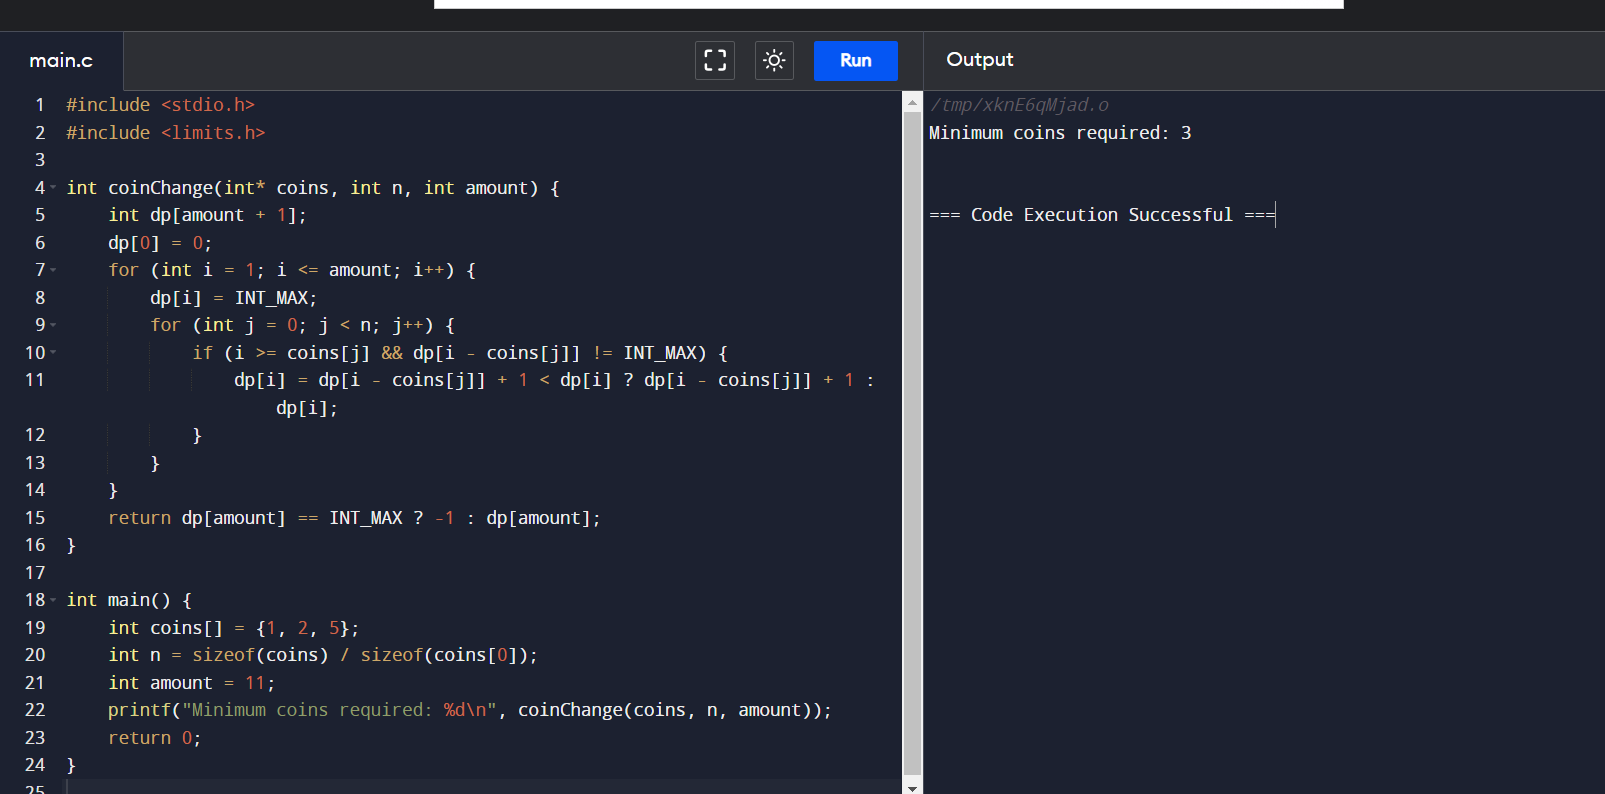 main.c
Run
Output
1 #include <stdio.h>
2 #include <limits.h>
3
4 int coinChange(int* coins, int n, int amount) {
5     int dp[amount + 1];
6     dp[0] = 0;
7     for (int i = 1; i <= amount; i++) {
8         dp[i] = INT_MAX;
9         for (int j = 0; j < n; j++) {
10             if (i >= coins[j] && dp[i - coins[j]] != INT_MAX) {
11                 dp[i] = dp[i - coins[j]] + 1 < dp[i] ? dp[i - coins[j]] + 1 :
                    dp[i];
12             }
13         }
14     }
15     return dp[amount] == INT_MAX ? -1 : dp[amount];
16 }
17
18 int main() {
19     int coins[] = {1, 2, 5};
20     int n = sizeof(coins) / sizeof(coins[0]);
21     int amount = 11;
22     printf("Minimum coins required: %d\n", coinChange(coins, n, amount));
23     return 0;
24 }
25
/tmp/xknE6qMjad.o
Minimum coins required: 3
=== Code Execution Successful ===